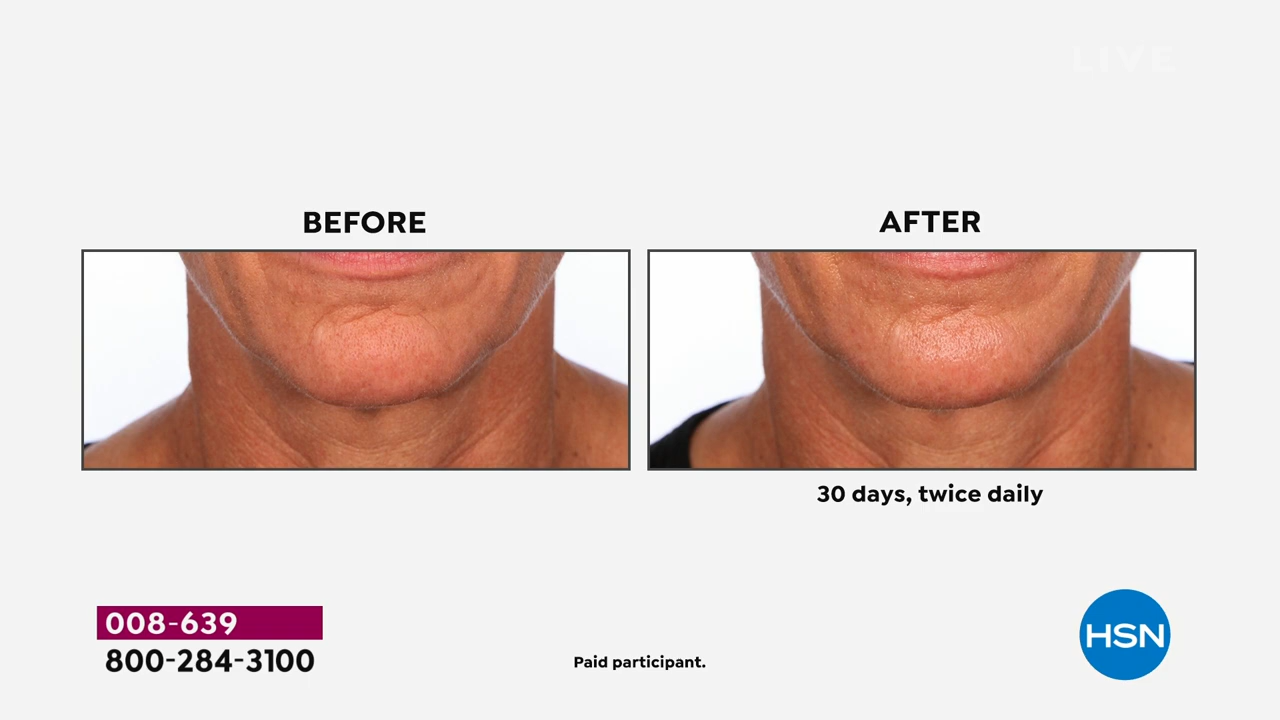 LIVE
BEFORE
AFTER
30 days, twice daily
008-639
800-284-3100
Paid participant.
HSN